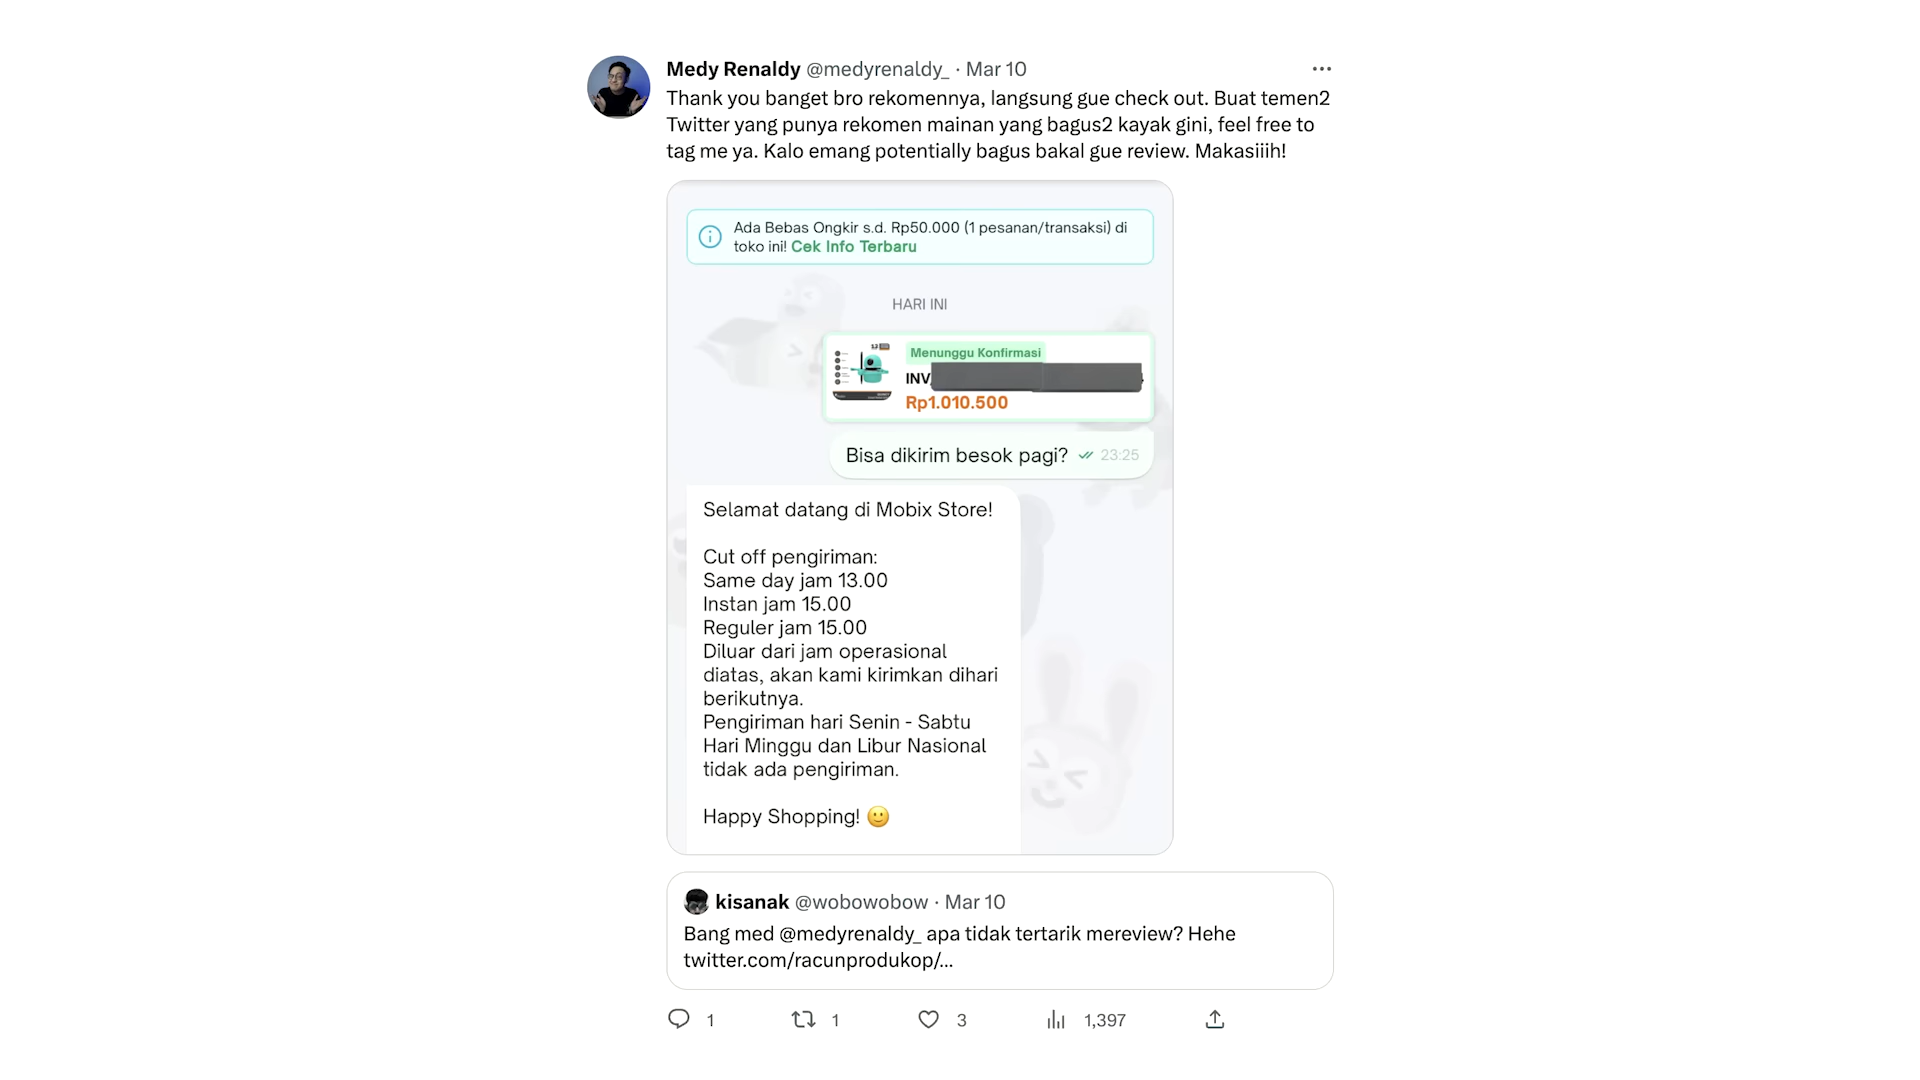 Medy Renaldy @medyrenaldy_ · Mar 10
Thank you banget bro rekomennya, langsung gue check out. Buat temen2
Twitter yang punya rekomen mainan yang bagus2 kayak gini, feel free to
tag me ya. Kalo emang potentially bagus bakal gue review. Makasiiih!
Ada Bebas Ongkir s.d. Rp50.000 (1 pesanan/transaksi) di
toko ini! Cek Info Terbaru
HARI INI
Menunggu Konfirmasi
INV
Rp1.010.500
Bisa dikirim besok pagi? 23:25
Selamat datang di Mobix Store!
Cut off pengiriman:
Same day jam 13.00
Instan jam 15.00
Reguler jam 15.00
Diluar dari jam operasional
diatas, akan kami kirimkan dihari
berikutnya.
Pengiriman hari Senin - Sabtu
Hari Minggu dan Libur Nasional
tidak ada pengiriman.
Happy Shopping! 🙂
kisanak @wobowobow · Mar 10
Bang med @medyrenaldy_ apa tidak tertarik mereview? Hehe
twitter.com/racunprodukop/...
1 1 3 1,397